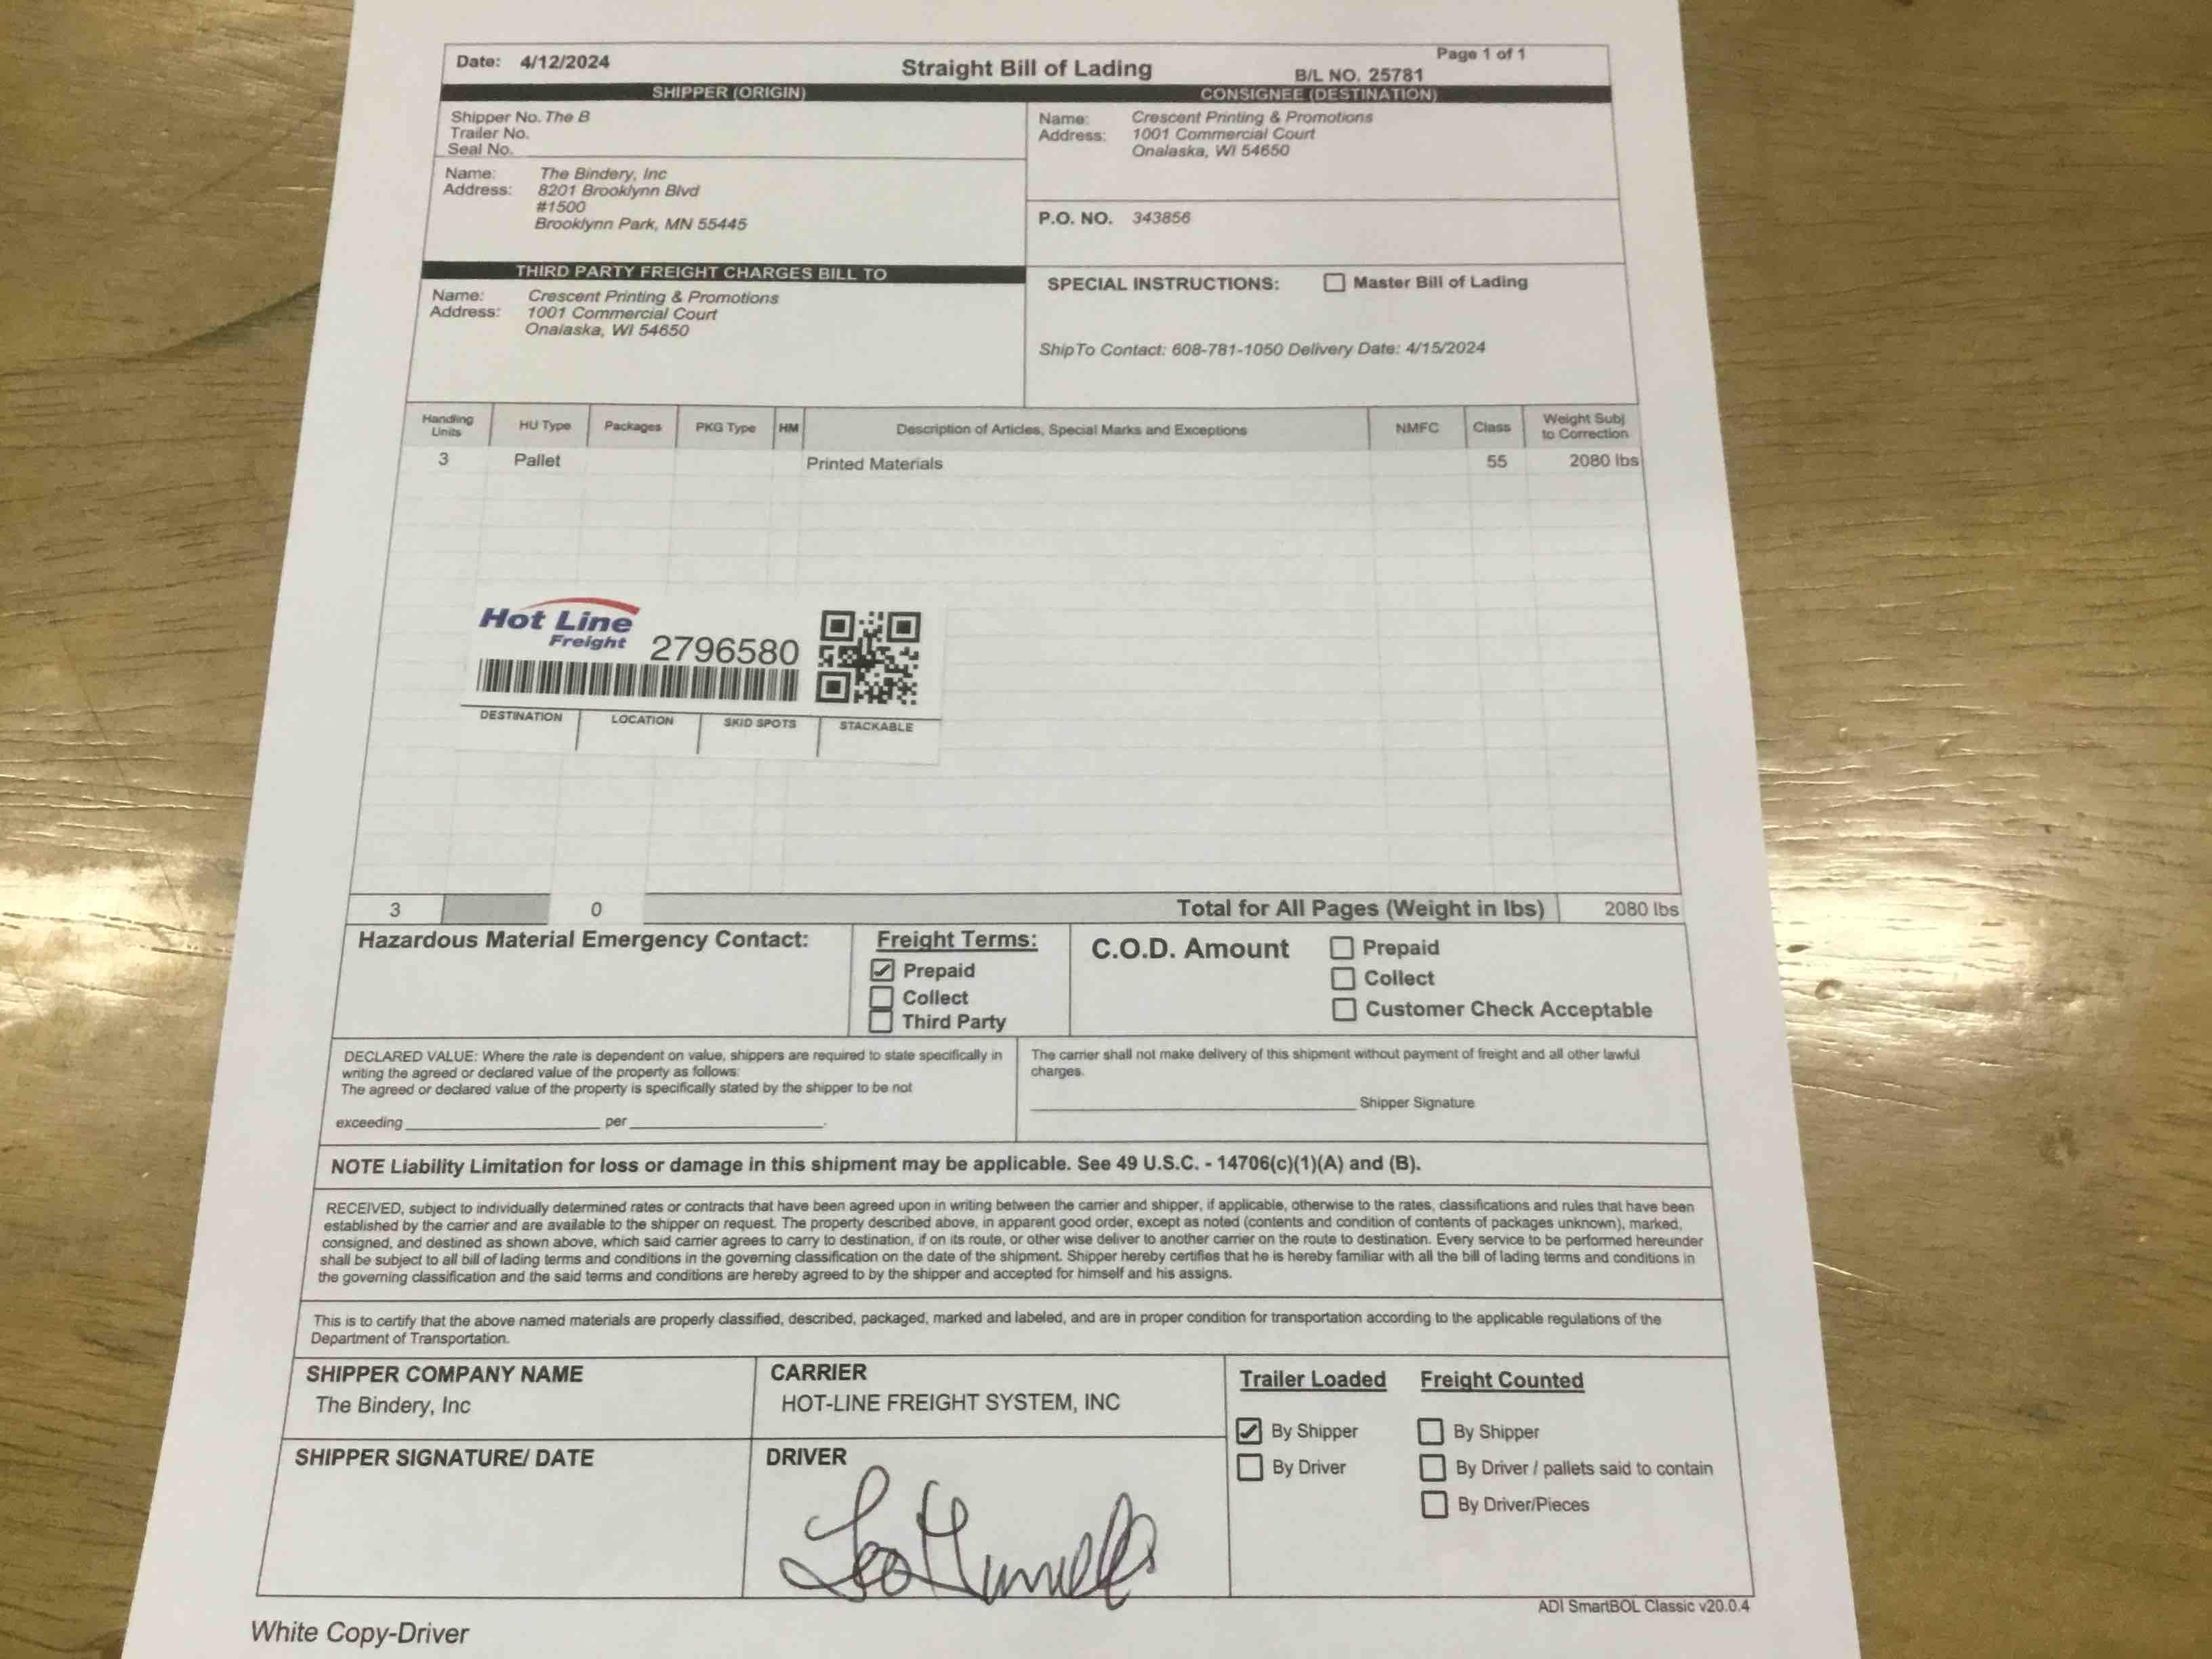 Date: 4/12/2024
Straight Bill of Lading
Page 1 of 1
B/L NO. 25781
SHIPPER (ORIGIN)
Shipper No. The B
Trailer No.
Seal No.
Name: The Bindery, Inc
Address: 8201 Brooklynn Blvd
#1500
Brooklynn Park, MN 55445
CONSIGNEE (DESTINATION)
Name: Crescent Printing & Promotions
Address: 1001 Commercial Court
Onalaska, WI 54650
P.O. NO. 343856
THIRD PARTY FREIGHT CHARGES BILL TO
Name: Crescent Printing & Promotions
Address: 1001 Commercial Court
Onalaska, WI 54650
SPECIAL INSTRUCTIONS: Master Bill of Lading
ShipTo Contact: 608-781-1050 Delivery Date: 4/15/2024
Handling Units HU Type Packages PKG Type HM Description of Articles, Special Marks and Exceptions NMFC Class Weight Subj to Correction
3 Pallet Printed Materials 55 2080 lbs
Hot Line
Freight 2796580
DESTINATION LOCATION SKID SPOTS STACKABLE
3 0 Total for All Pages (Weight in lbs) 2080 lbs
Hazardous Material Emergency Contact:
Freight Terms:
Prepaid
Collect
Third Party
C.O.D. Amount
Prepaid
Collect
Customer Check Acceptable
DECLARED VALUE: Where the rate is dependent on value, shippers are required to state specifically in
writing the agreed or declared value of the property as follows:
The agreed or declared value of the property is specifically stated by the shipper to be not
exceeding per .
The carrier shall not make delivery of this shipment without payment of freight and all other lawful
charges.
Shipper Signature
NOTE Liability Limitation for loss or damage in this shipment may be applicable. See 49 U.S.C. - 14706(c)(1)(A) and (B).
RECEIVED, subject to individually determined rates or contracts that have been agreed upon in writing between the carrier and shipper, if applicable, otherwise to the rates, classifications and rules that have been
established by the carrier and are available to the shipper on request. The property described above, in apparent good order, except as noted (contents and condition of contents of packages unknown), marked,
consigned, and destined as shown above, which said carrier agrees to carry to destination, if on its route, or other wise deliver to another carrier on the route to destination. Every service to be performed hereunder
shall be subject to all bill of lading terms and conditions in the governing classification on the date of the shipment. Shipper hereby certifies that he is hereby familiar with all the bill of lading terms and conditions in
the governing classification and the said terms and conditions are hereby agreed to by the shipper and accepted for himself and his assigns.
This is to certify that the above named materials are properly classified, described, packaged, marked and labeled, and are in proper condition for transportation according to the applicable regulations of the
Department of Transportation.
SHIPPER COMPANY NAME
The Bindery, Inc
CARRIER
HOT-LINE FREIGHT SYSTEM, INC
SHIPPER SIGNATURE/ DATE
DRIVER
Trailer Loaded
By Shipper
By Driver
Freight Counted
By Shipper
By Driver / pallets said to contain
By Driver/Pieces
ADI SmartBOL Classic v20.0.4
White Copy-Driver